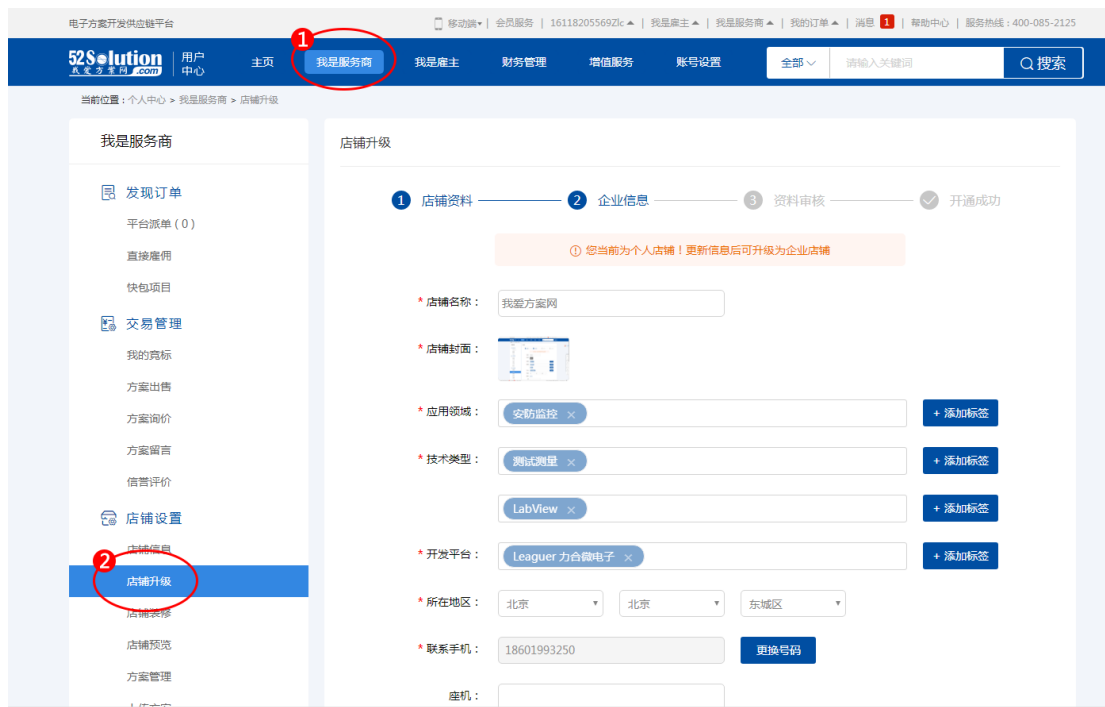 电子方案开发供应链平台
移动端▾ | 会员服务 | 16118205569Zlc | 我是雇主 | 我是服务商 | 我的订单 | 消息 1 | 帮助中心 | 服务热线：400-085-2125
1
52Solution 我爱方案网 .com 用户中心 主页 我是服务商 我是雇主 财务管理 增值服务 账号设置 全部 请输入关键词 搜索
当前位置：个人中心 > 我是服务商 > 店铺升级
我是服务商
发现订单
平台派单 ( 0 )
直接雇佣
快包项目
交易管理
我的竞标
方案出售
方案询价
方案留言
信誉评价
店铺设置
店铺信息
2
店铺升级
店铺装修
店铺预览
方案管理
上传方案
店铺升级
1 店铺资料 2 企业信息 3 资料审核 开通成功
您当前为个人店铺！更新信息后可升级为企业店铺
* 店铺名称： 我爱方案网
* 店铺封面：
* 应用领域： 安防监控 × + 添加标签
* 技术类型： 测试测量 × + 添加标签
LabView × + 添加标签
* 开发平台： Leaguer 力合微电子 × + 添加标签
* 所在地区： 北京 北京 东城区
* 联系手机： 18601993250 更换号码
座机：